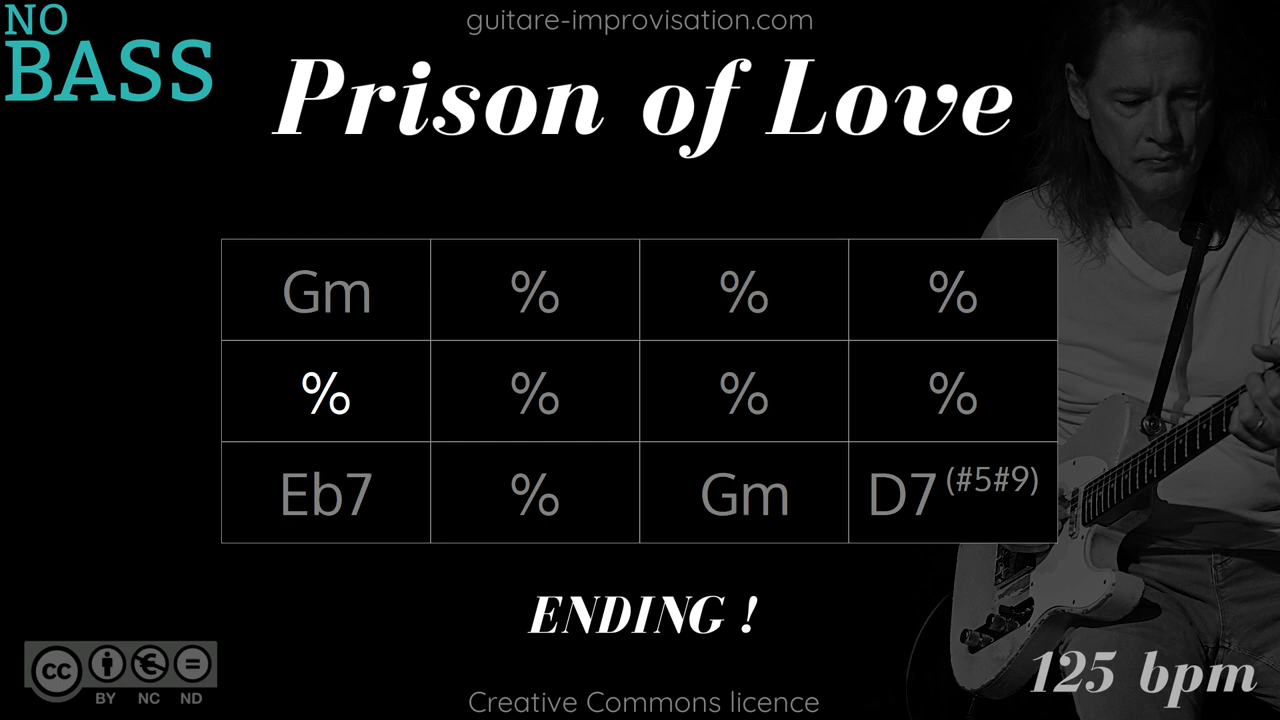 NO
BASS
guitare-improvisation.com
Prison of Love
Gm % % %
% % % %
Eb7 % Gm D7(#5#9)
ENDING !
cc
BY NC ND
Creative Commons licence
125 bpm